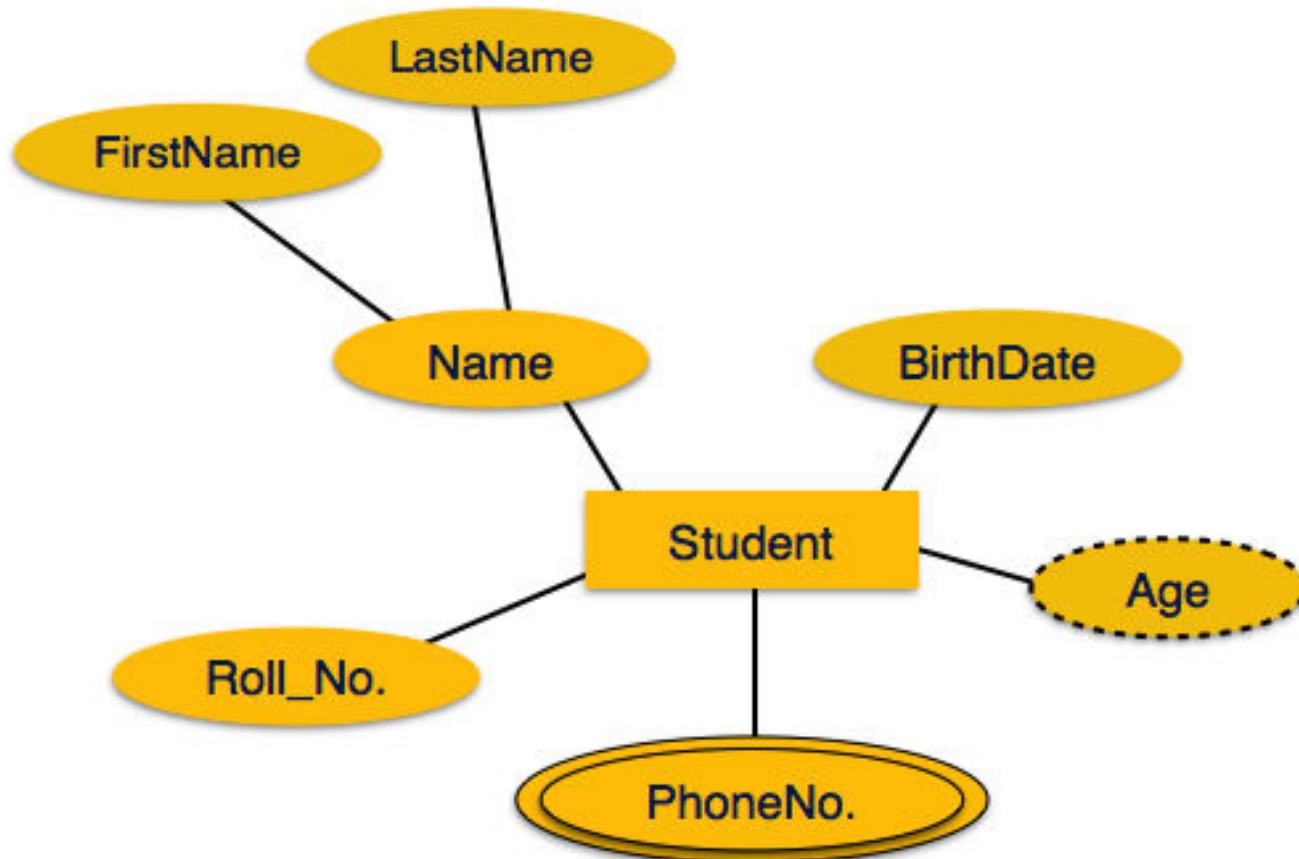 LastName
FirstName
Name
BirthDate
Student
Age
Roll_No.
PhoneNo.